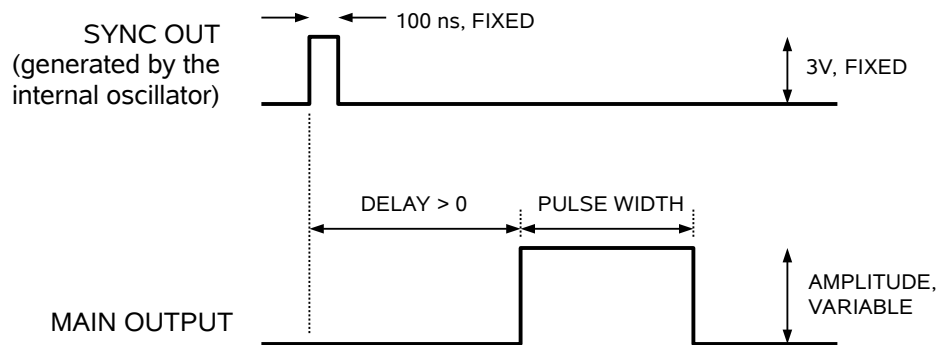 100 ns, FIXED
SYNC OUT
(generated by the
internal oscillator)
3V, FIXED
DELAY > 0
PULSE WIDTH
AMPLITUDE,
VARIABLE
MAIN OUTPUT